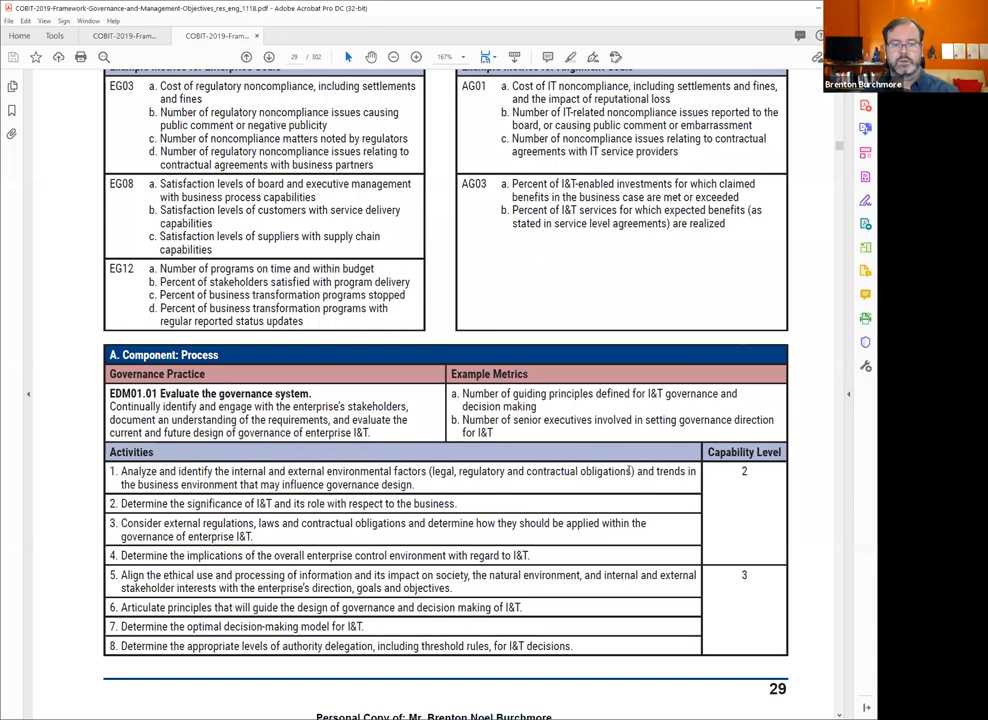 COBIT-2019-Framework-Governance-and-Management-Objectives_res_eng_1118.pdf - Adobe Acrobat Pro DC (32-bit)
File Edit View Sign Window Help
Home Tools COBIT-2019-Fram... COBIT-2019-Fram... ×
29 / 302 167%
Brenton Burchmore
EG03 a. Cost of regulatory noncompliance, including settlements
and fines
b. Number of regulatory noncompliance issues causing
public comment or negative publicity
c. Number of noncompliance matters noted by regulators
d. Number of regulatory noncompliance issues relating to
contractual agreements with business partners
AG01 a. Cost of IT noncompliance, including settlements and fines,
and the impact of reputational loss
b. Number of IT-related noncompliance issues reported to the
board, or causing public comment or embarrassment
c. Number of noncompliance issues relating to contractual
agreements with IT service providers
EG08 a. Satisfaction levels of board and executive management
with business process capabilities
b. Satisfaction levels of customers with service delivery
capabilities
c. Satisfaction levels of suppliers with supply chain
capabilities
AG03 a. Percent of I&T-enabled investments for which claimed
benefits in the business case are met or exceeded
b. Percent of I&T services for which expected benefits (as
stated in service level agreements) are realized
EG12 a. Number of programs on time and within budget
b. Percent of stakeholders satisfied with program delivery
c. Percent of business transformation programs stopped
d. Percent of business transformation programs with
regular reported status updates
A. Component: Process
Governance Practice Example Metrics
EDM01.01 Evaluate the governance system.
Continually identify and engage with the enterprise's stakeholders,
document an understanding of the requirements, and evaluate the
current and future design of governance of enterprise I&T.
a. Number of guiding principles defined for I&T governance and
decision making
b. Number of senior executives involved in setting governance direction
for I&T
Activities Capability Level
1. Analyze and identify the internal and external environmental factors (legal, regulatory and contractual obligations) and trends in
the business environment that may influence governance design.
2
2. Determine the significance of I&T and its role with respect to the business.
3. Consider external regulations, laws and contractual obligations and determine how they should be applied within the
governance of enterprise I&T.
4. Determine the implications of the overall enterprise control environment with regard to I&T.
5. Align the ethical use and processing of information and its impact on society, the natural environment, and internal and external
stakeholder interests with the enterprise's direction, goals and objectives.
3
6. Articulate principles that will guide the design of governance and decision making of I&T.
7. Determine the optimal decision-making model for I&T.
8. Determine the appropriate levels of authority delegation, including threshold rules, for I&T decisions.
29
Personal Copy of: Mr. Brenton Noel Burchmore